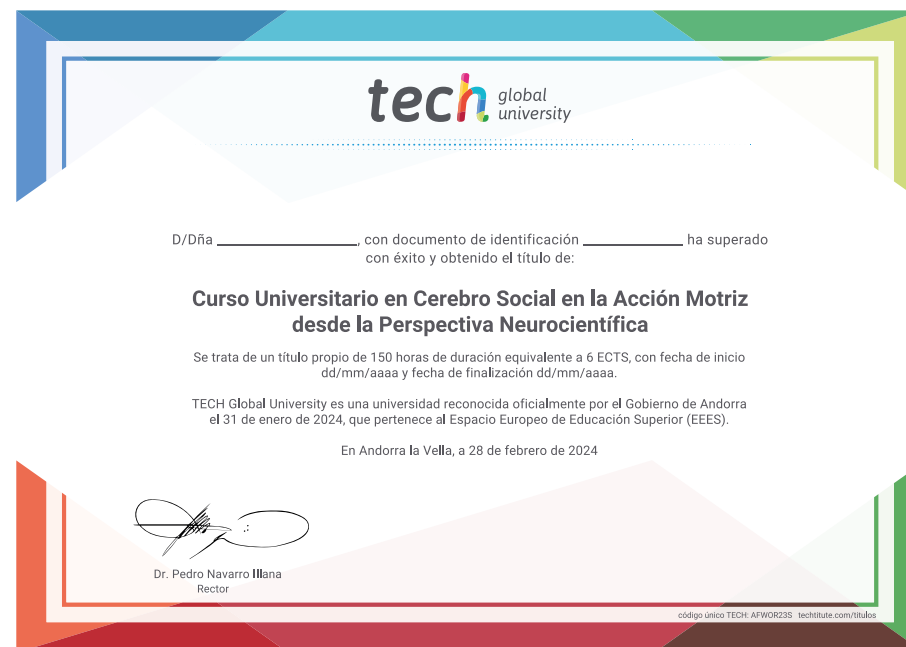 tech global university
D/Dña ____________________, con documento de identificación ______________ ha superado
con éxito y obtenido el título de:
Curso Universitario en Cerebro Social en la Acción Motriz
desde la Perspectiva Neurocientífica
Se trata de un título propio de 150 horas de duración equivalente a 6 ECTS, con fecha de inicio
dd/mm/aaaa y fecha de finalización dd/mm/aaaa.
TECH Global University es una universidad reconocida oficialmente por el Gobierno de Andorra
el 31 de enero de 2024, que pertenece al Espacio Europeo de Educación Superior (EEES).
En Andorra la Vella, a 28 de febrero de 2024
Dr. Pedro Navarro Illana
Rector
código único TECH: AFWOR23S techtitute.com/titulos